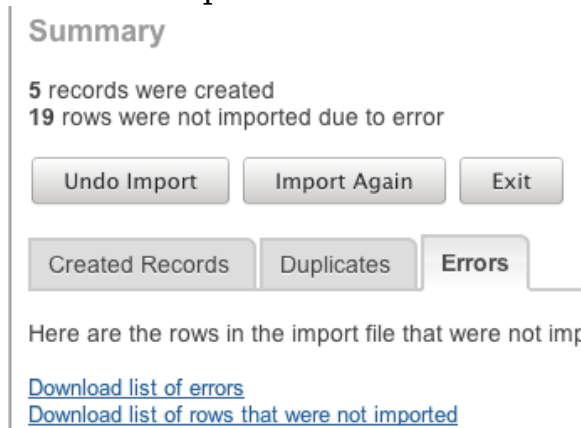 Summary
5 records were created
19 rows were not imported due to error
Undo Import Import Again Exit
Created Records Duplicates Errors
Here are the rows in the import file that were not
Download list of errors
Download list of rows that were not imported